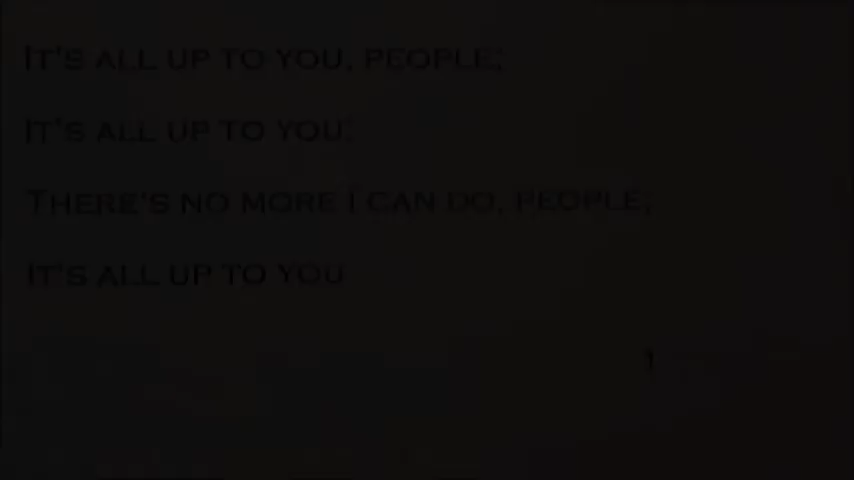 It's all up to you, people;
It's all up to you;
There's no more I can do, people;
It's all up to you